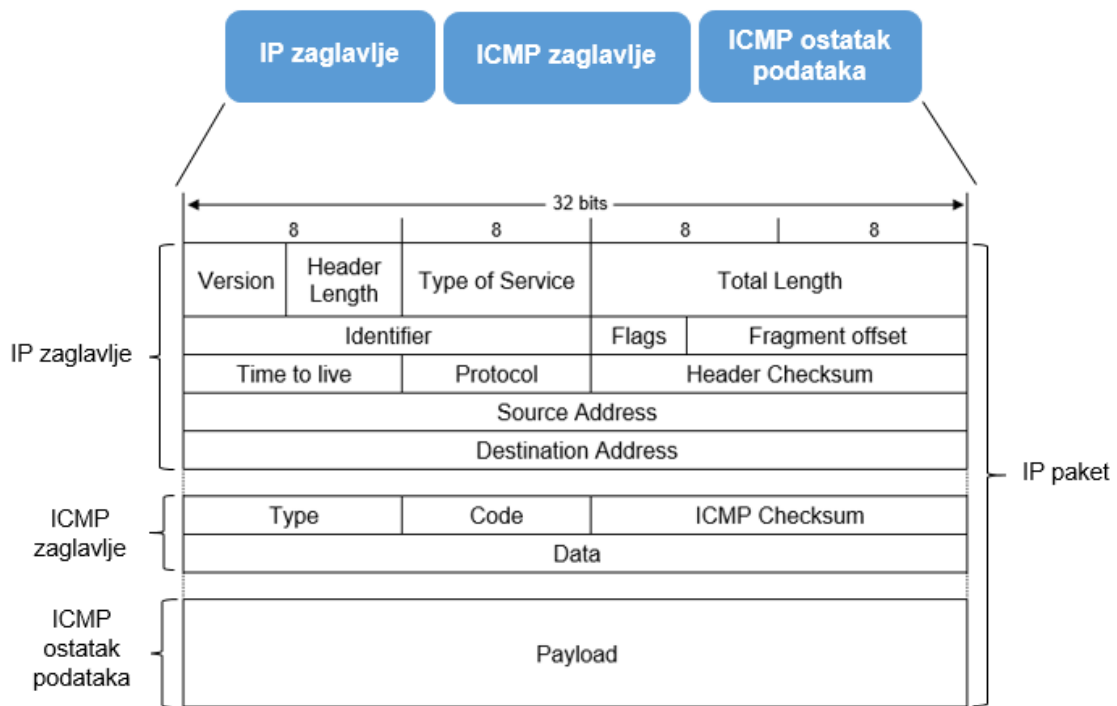 IP zaglavlje
ICMP zaglavlje
ICMP ostatak
podataka
32 bits
8 8 8 8
Version
Header
Length
Type of Service
Total Length
IP zaglavlje
Identifier
Flags
Fragment offset
Time to live
Protocol
Header Checksum
Source Address
Destination Address
IP paket
ICMP
zaglavlje
Type
Code
ICMP Checksum
Data
ICMP
ostatak
podataka
Payload